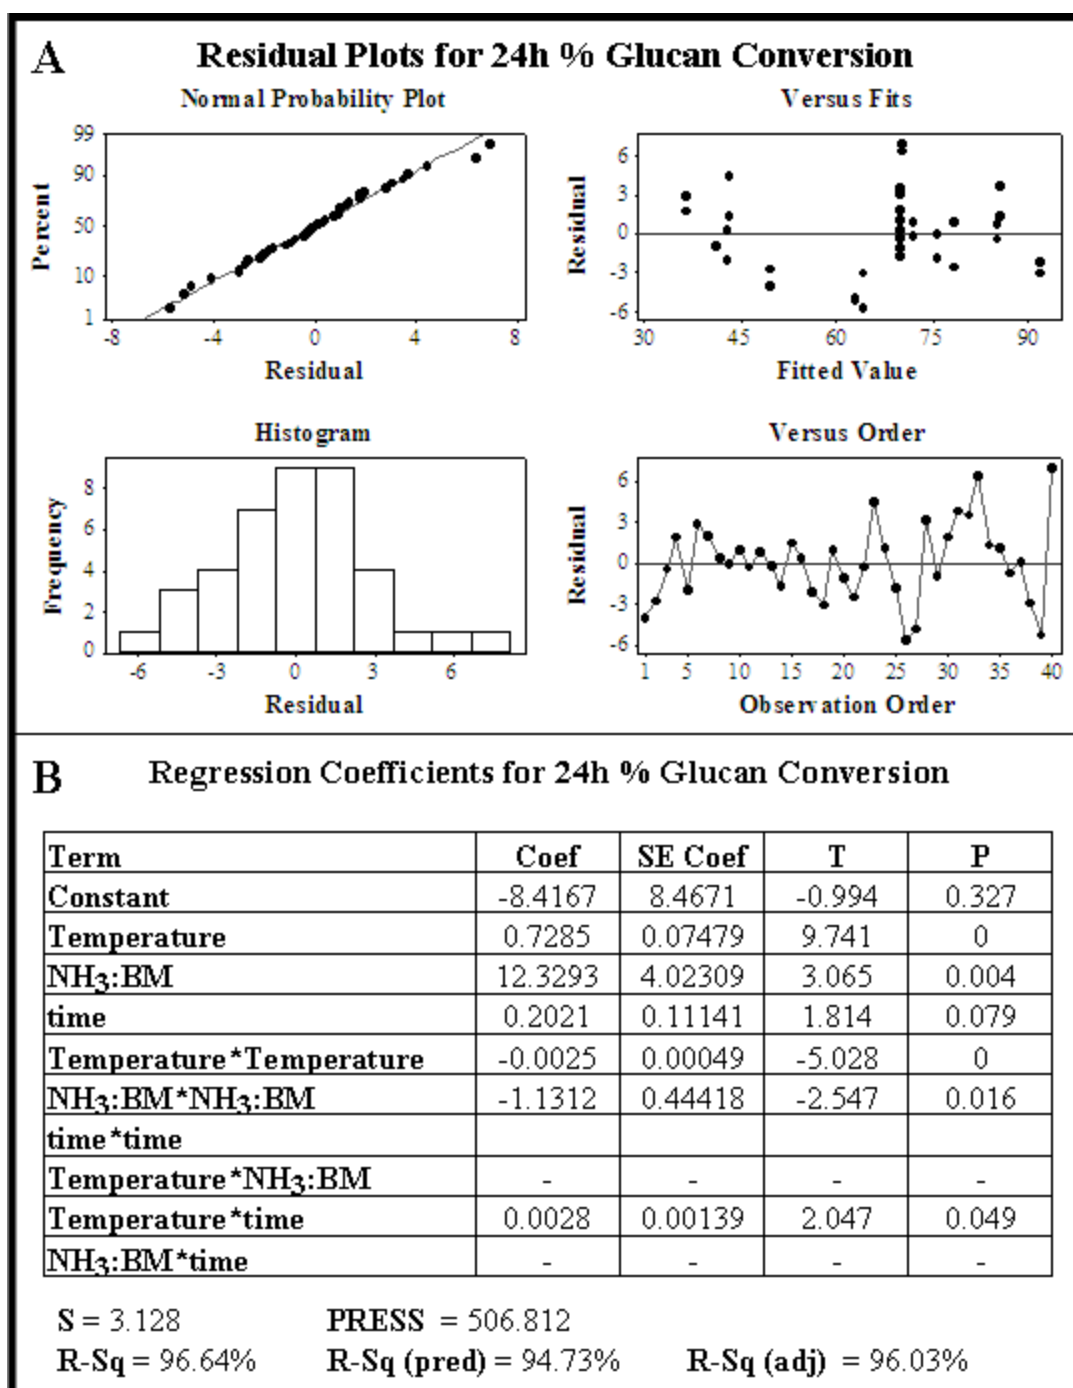 A
Residual Plots for 24h % Glucan Conversion
Normal Probability Plot
Versus Fits
99
90
50
10
1
Percent
-8 -4 0 4 8
Residual
6
3
0
-3
-6
Residual
30 45 60 75 90
Fitted Value
Histogram
Versus Order
8
6
4
2
0
Frequency
-6 -3 0 3 6
Residual
6
3
0
-3
-6
Residual
1 5 10 15 20 25 30 35 40
Observation Order
B
Regression Coefficients for 24h % Glucan Conversion
Term Coef SE Coef T P
Constant -8.4167 8.4671 -0.994 0.327
Temperature 0.7285 0.07479 9.741 0
NH3:BM 12.3293 4.02309 3.065 0.004
time 0.2021 0.11141 1.814 0.079
Temperature*Temperature -0.0025 0.00049 -5.028 0
NH3:BM*NH3:BM -1.1312 0.44418 -2.547 0.016
time*time
Temperature*NH3:BM - - - -
Temperature*time 0.0028 0.00139 2.047 0.049
NH3:BM*time - - - -
S = 3.128 PRESS = 506.812
R-Sq = 96.64% R-Sq (pred) = 94.73% R-Sq (adj) = 96.03%